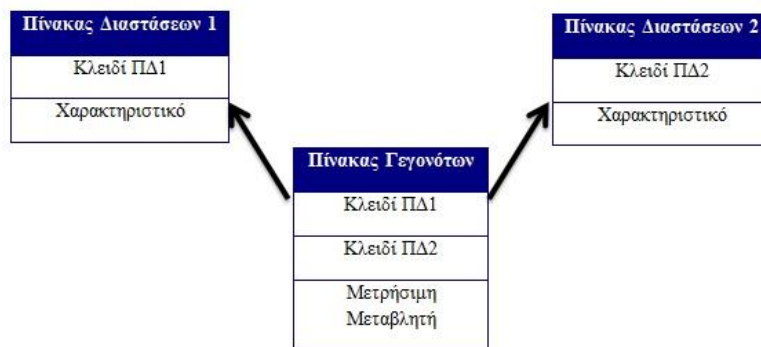 Πίνακας Διαστάσεων 1
Κλειδί ΠΔ1
Χαρακτηριστικό
Πίνακας Διαστάσεων 2
Κλειδί ΠΔ2
Χαρακτηριστικό
Πίνακας Γεγονότων
Κλειδί ΠΔ1
Κλειδί ΠΔ2
Μετρήσιμη
Μεταβλητή